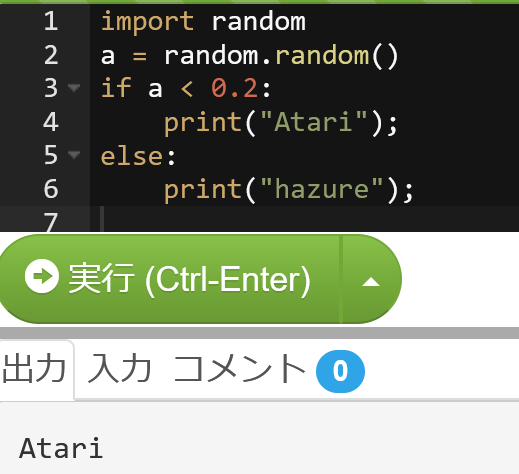 1 import random
2 a = random.random()
3 if a < 0.2:
4     print("Atari");
5 else:
6     print("hazure");
7
実行 (Ctrl-Enter)
出力 入力 コメント 0
Atari